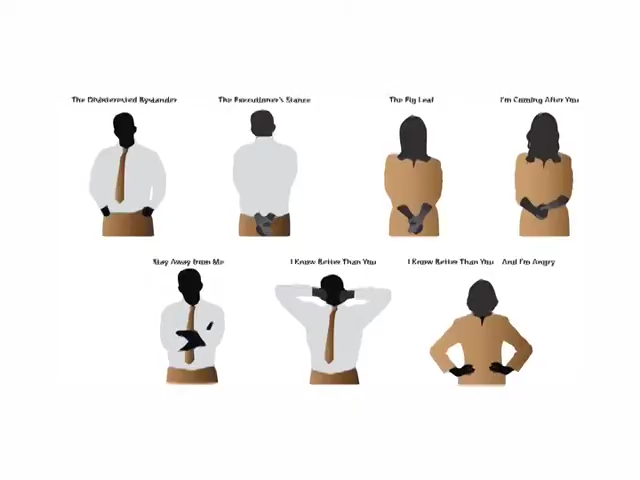 The Disinterested Bystander
The Executioner's Stance
The Fig Leaf
I'm Coming After You
Stay Away from Me
I Know Better Than You
I Know Better Than You And I'm Angry